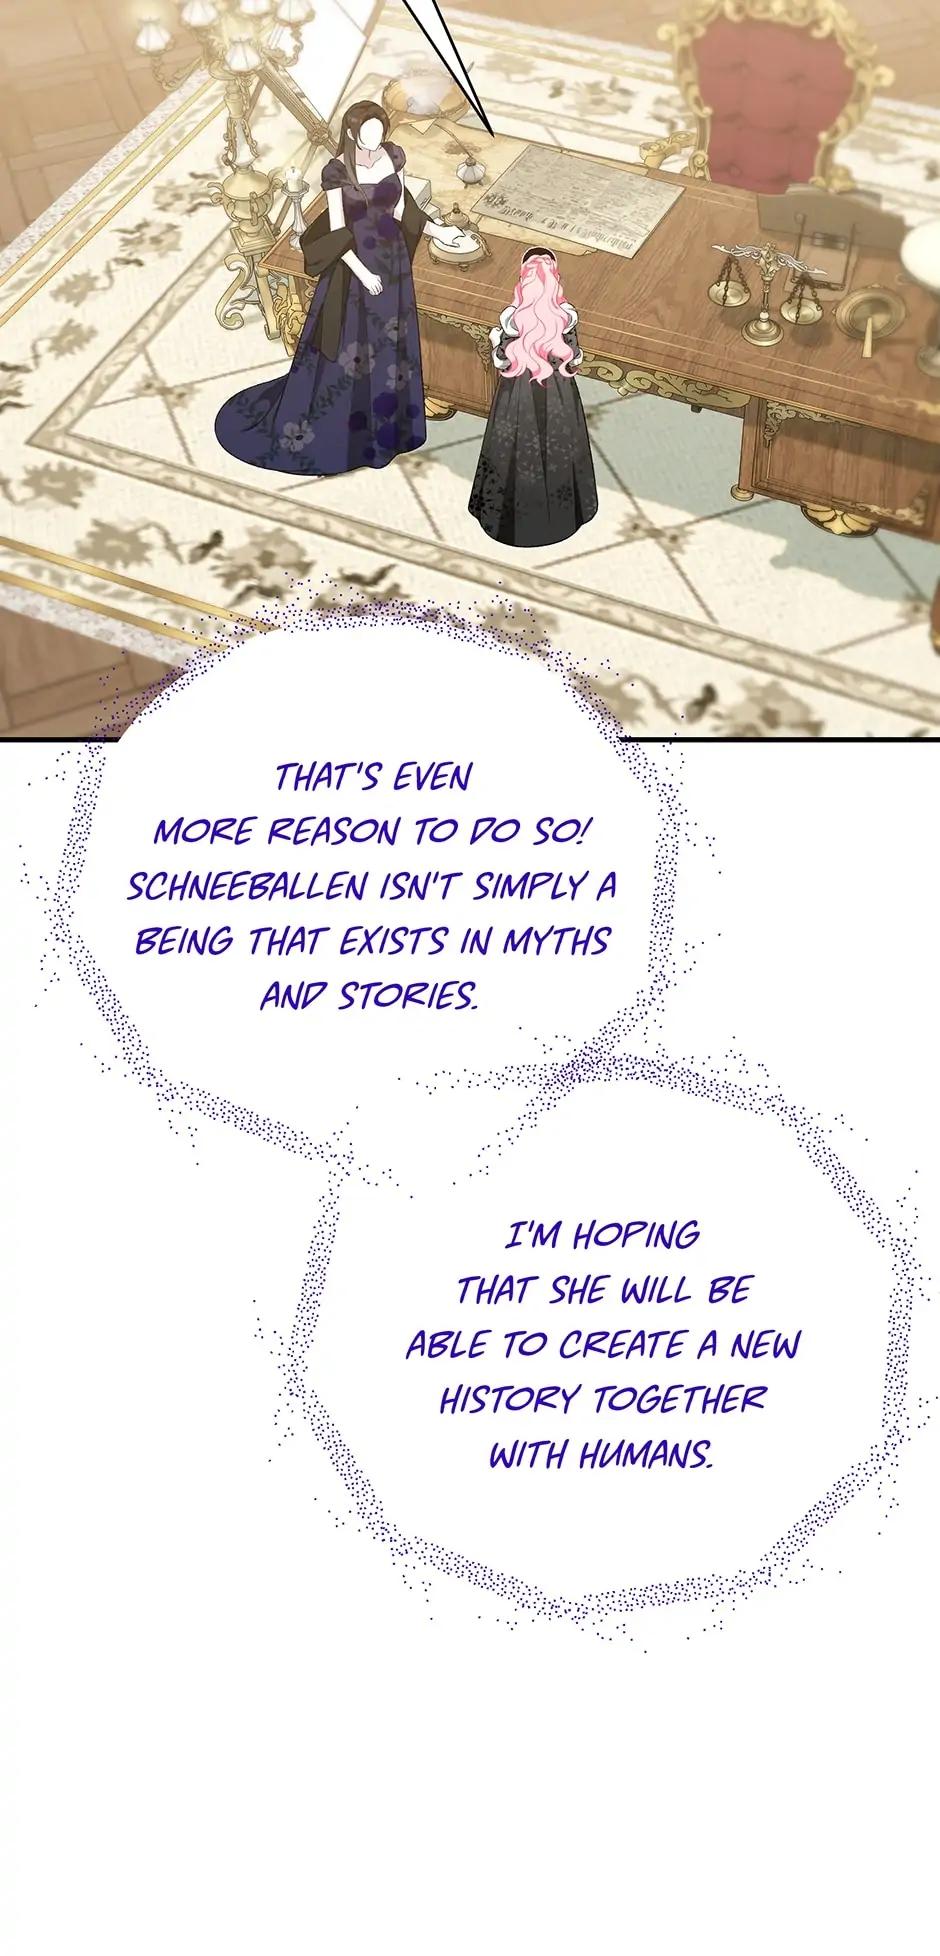 THAT'S EVEN
MORE REASON TO DO SO!
SCHNEEBALLEN ISN'T SIMPLY A
BEING THAT EXISTS IN MYTHS
AND STORIES.
I'M HOPING
THAT SHE WILL BE
ABLE TO CREATE A NEW
HISTORY TOGETHER
WITH HUMANS.